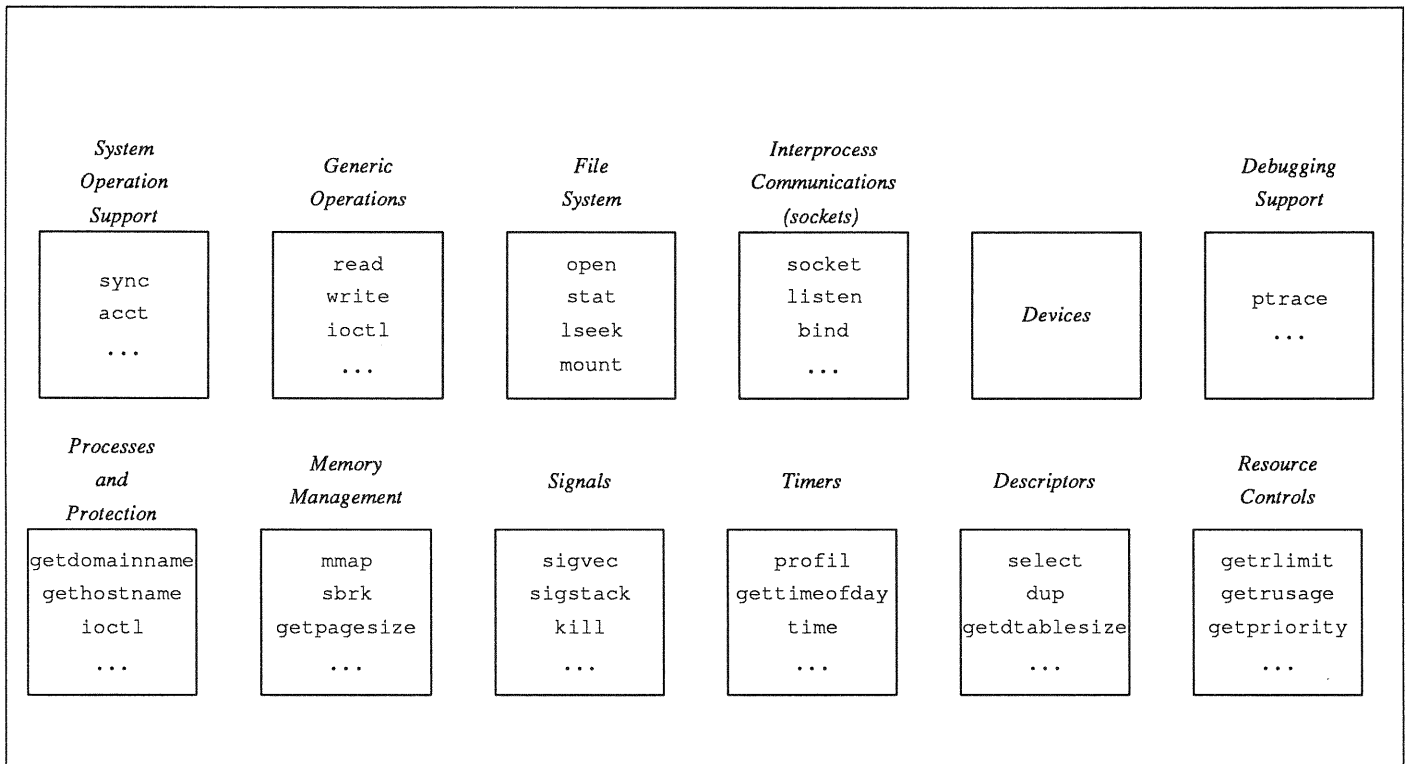 System
Operation
Support
sync
acct
...
Generic
Operations
read
write
ioctl
...
File
System
open
stat
lseek
mount
Interprocess
Communications
(sockets)
socket
listen
bind
...
Devices
Debugging
Support
ptrace
...
Processes
and
Protection
getdomainname
gethostname
ioctl
...
Memory
Management
mmap
sbrk
getpagesize
...
Signals
sigvec
sigstack
kill
...
Timers
profil
gettimeofday
time
...
Descriptors
select
dup
getdtablesize
...
Resource
Controls
getrlimit
getrusage
getpriority
...